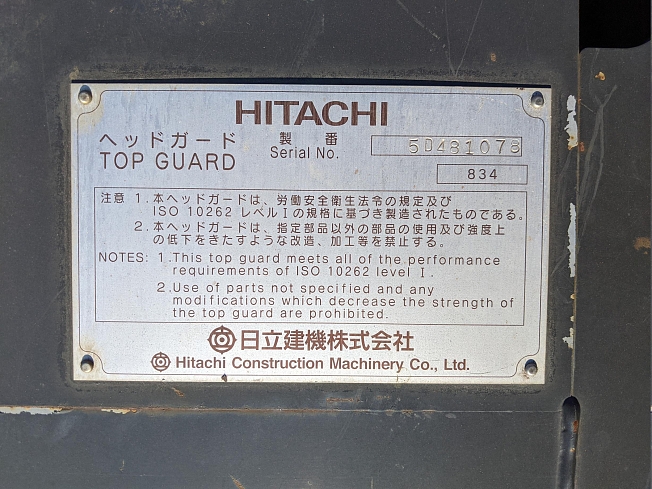 HITACHI
ヘッドガード 製番 5D481078
TOP GUARD Serial No.
834
注意 1.本ヘッドガードは、労働安全衛生法令の規定及び
ISO 10262 レベルIの規格に基づき製造されたものである。
2.本ヘッドガードは、指定部品以外の部品の使用及び強度上
の低下をきたすような改造、加工等を禁止する。
NOTES: 1.This top guard meets all of the performance
requirements of ISO 10262 level I.
2.Use of parts not specified and any
modifications which decrease the strength of
the top guard are prohibited.
日立建機株式会社
Hitachi Construction Machinery Co., Ltd.